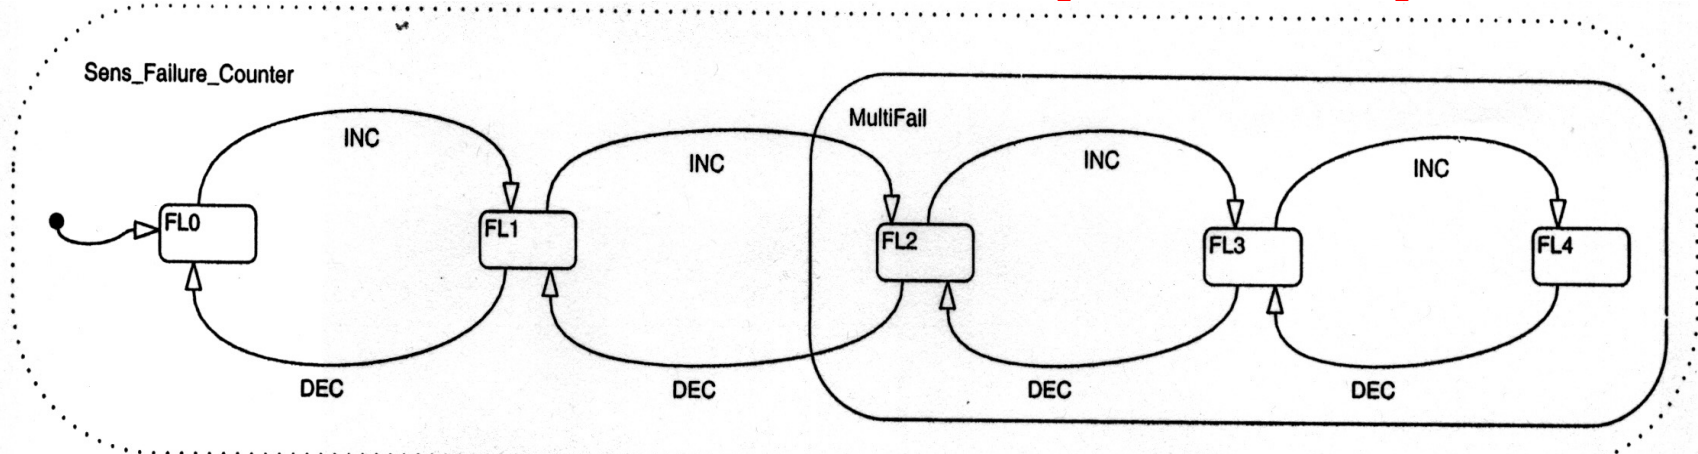 Sens_Failure_Counter
MultiFail
INC
INC
INC
INC
FL0
FL1
FL2
FL3
FL4
DEC
DEC
DEC
DEC